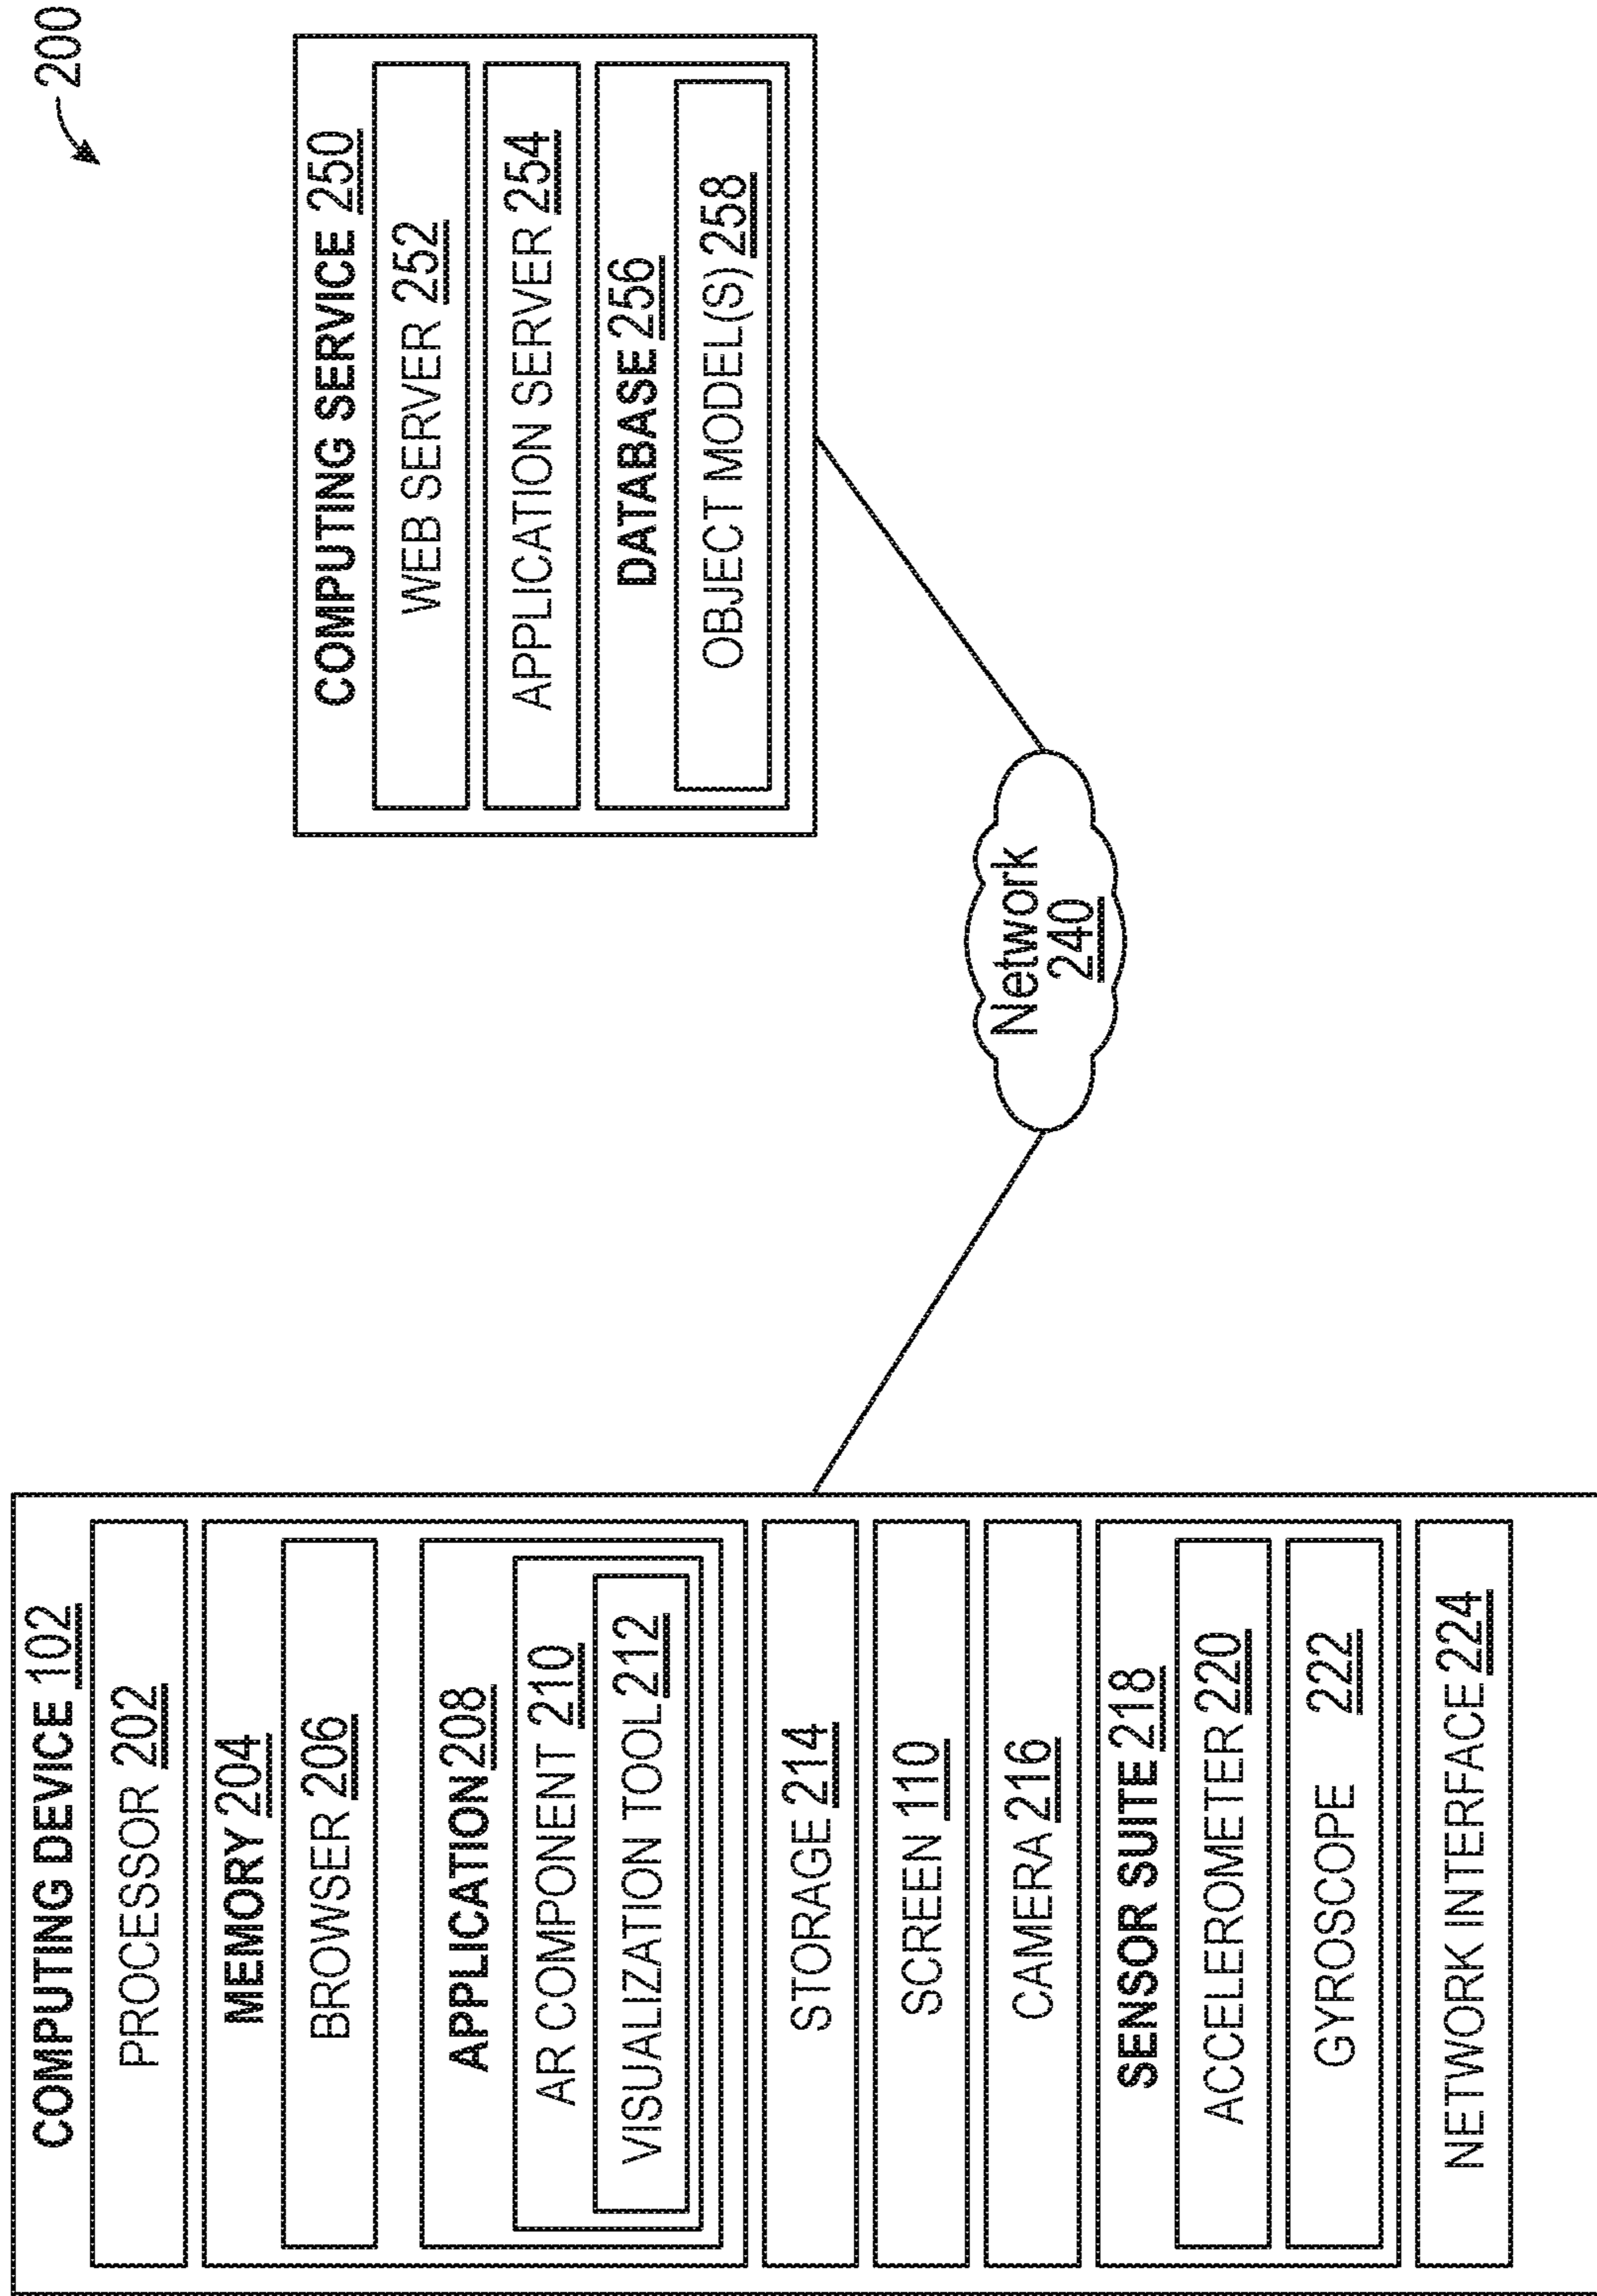 200
COMPUTING DEVICE 102
PROCESSOR 202
MEMORY 204
BROWSER 206
APPLICATION 208
AR COMPONENT 210
VISUALIZATION TOOL 212
STORAGE 214
SCREEN 110
CAMERA 216
SENSOR SUITE 218
ACCELEROMETER 220
GYROSCOPE 222
NETWORK INTERFACE 224
Network
240
COMPUTING SERVICE 250
WEB SERVER 252
APPLICATION SERVER 254
DATABASE 256
OBJECT MODEL(S) 258